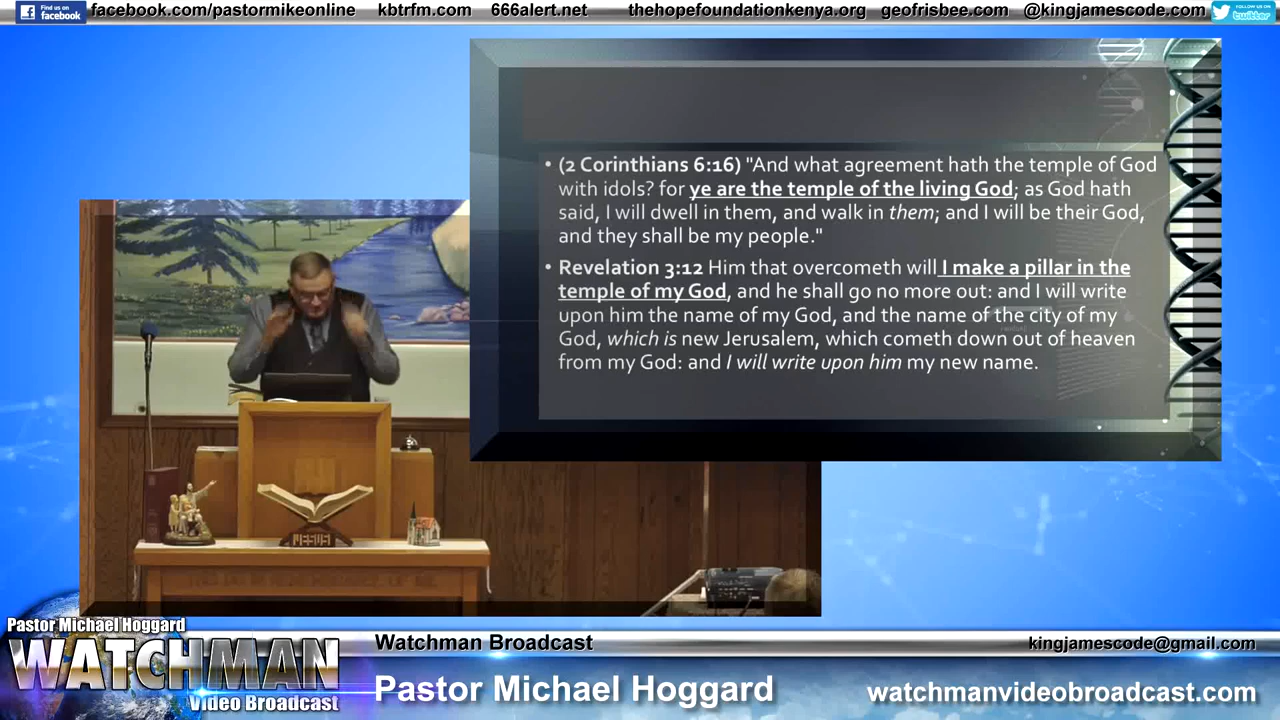 Find us on
facebook
facebook.com/pastormikeonline kbtrfm.com 666alert.net thehopefoundationkenya.org geofrisbee.com @kingjamescode.com
FOLLOW US ON
twitter
• (2 Corinthians 6:16) "And what agreement hath the temple of God
with idols? for ye are the temple of the living God; as God hath
said, I will dwell in them, and walk in them; and I will be their God,
and they shall be my people."
• Revelation 3:12 Him that overcometh will I make a pillar in the
temple of my God, and he shall go no more out: and I will write
upon him the name of my God, and the name of the city of my
God, which is new Jerusalem, which cometh down out of heaven
from my God: and I will write upon him my new name.
JESUS
Pastor Michael Hoggard
WATCHMAN
Video Broadcast
Watchman Broadcast
kingjamescode@gmail.com
Pastor Michael Hoggard
watchmanvideobroadcast.com